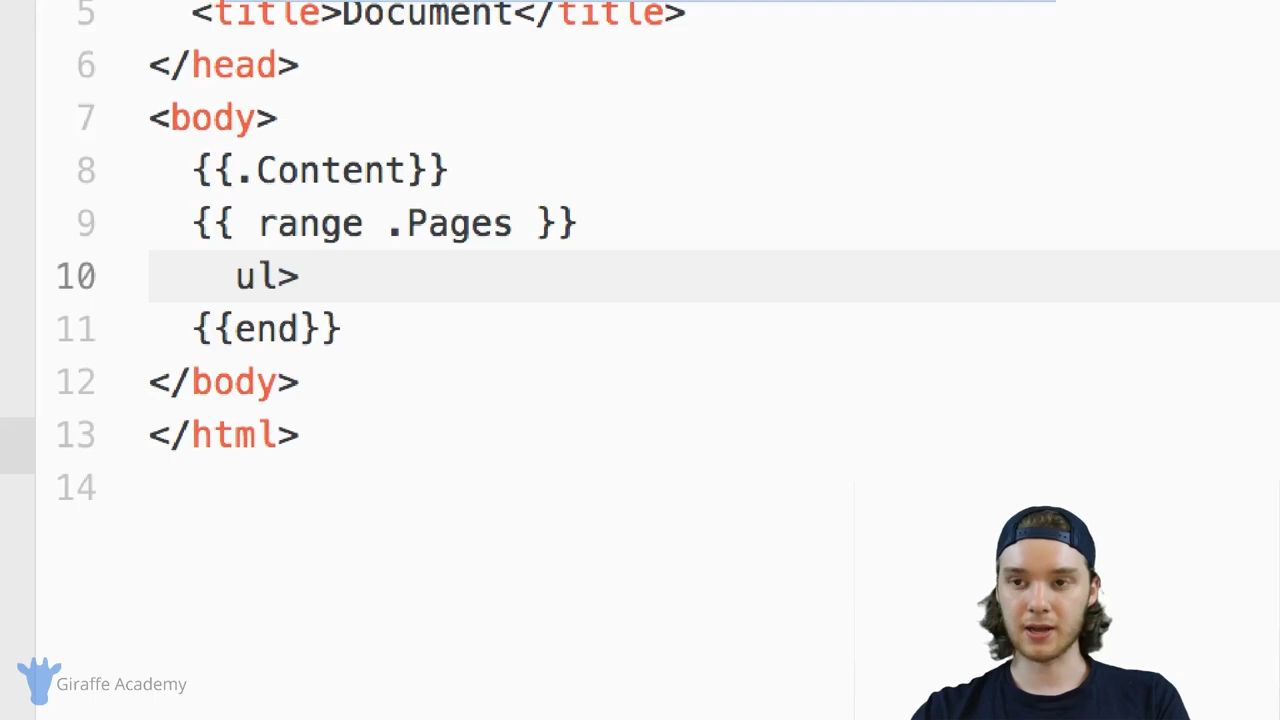 5 <title>Document</title>
6 </head>
7 <body>
8 {{.Content}}
9 {{ range .Pages }}
10 ul>
11 {{end}}
12 </body>
13 </html>
14
Giraffe Academy